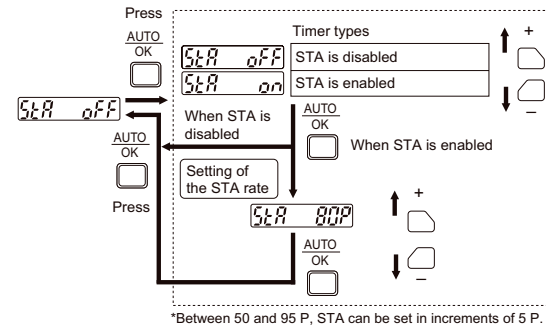 Press
Timer types
AUTO
OK
+
StA oFF
STA is disabled
StA on
STA is enabled
–
StA oFF
When STA is
disabled
AUTO
OK
When STA is enabled
AUTO
OK
Press
Setting of
the STA rate
+
StA 80P
AUTO
OK
–
*Between 50 and 95 P, STA can be set in increments of 5 P.